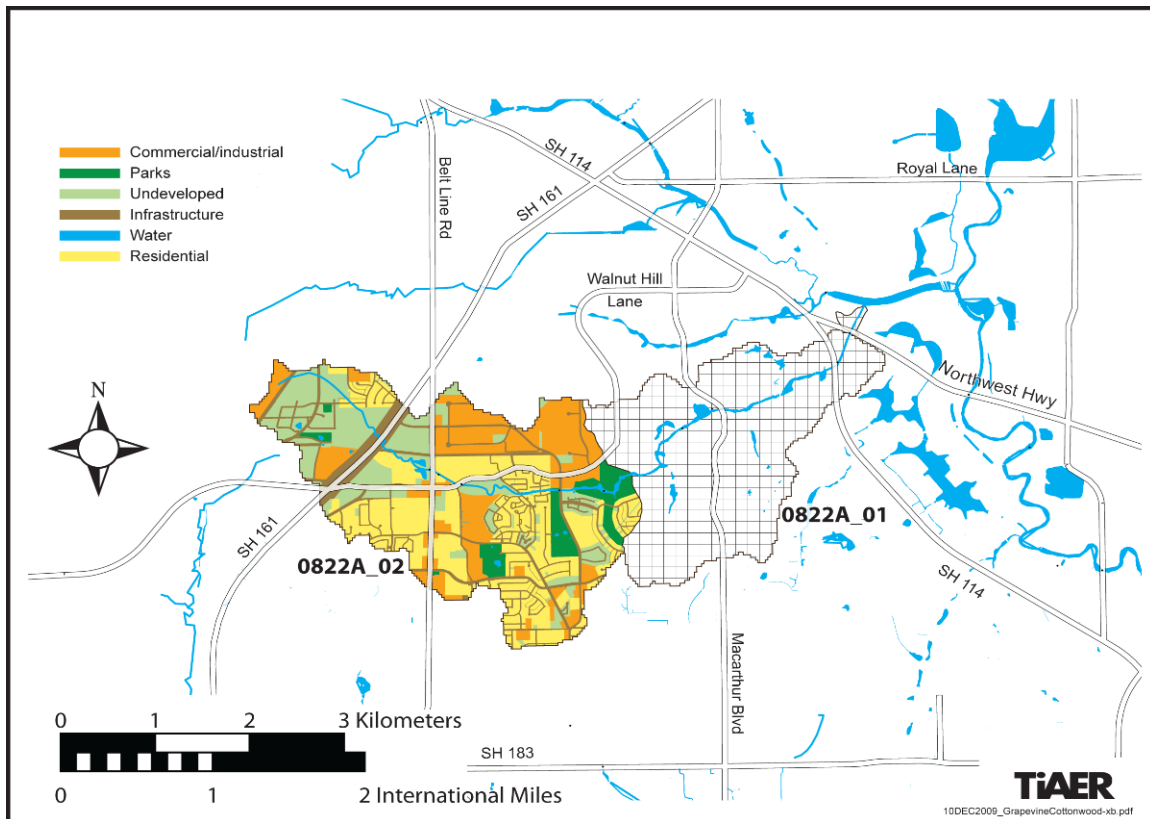 Commercial/industrial
Parks
Undeveloped
Infrastructure
Water
Residential
Belt Line Rd
SH 114
SH 161
Royal Lane
Walnut Hill
Lane
N
Northwest Hwy
0822A_01
SH 161
0822A_02
SH 114
Macarthur Blvd
0 1 2 3 Kilometers
SH 183
0 1 2 International Miles
TiAER
10DEC2009_GrapevineCottonwood-xb.pdf